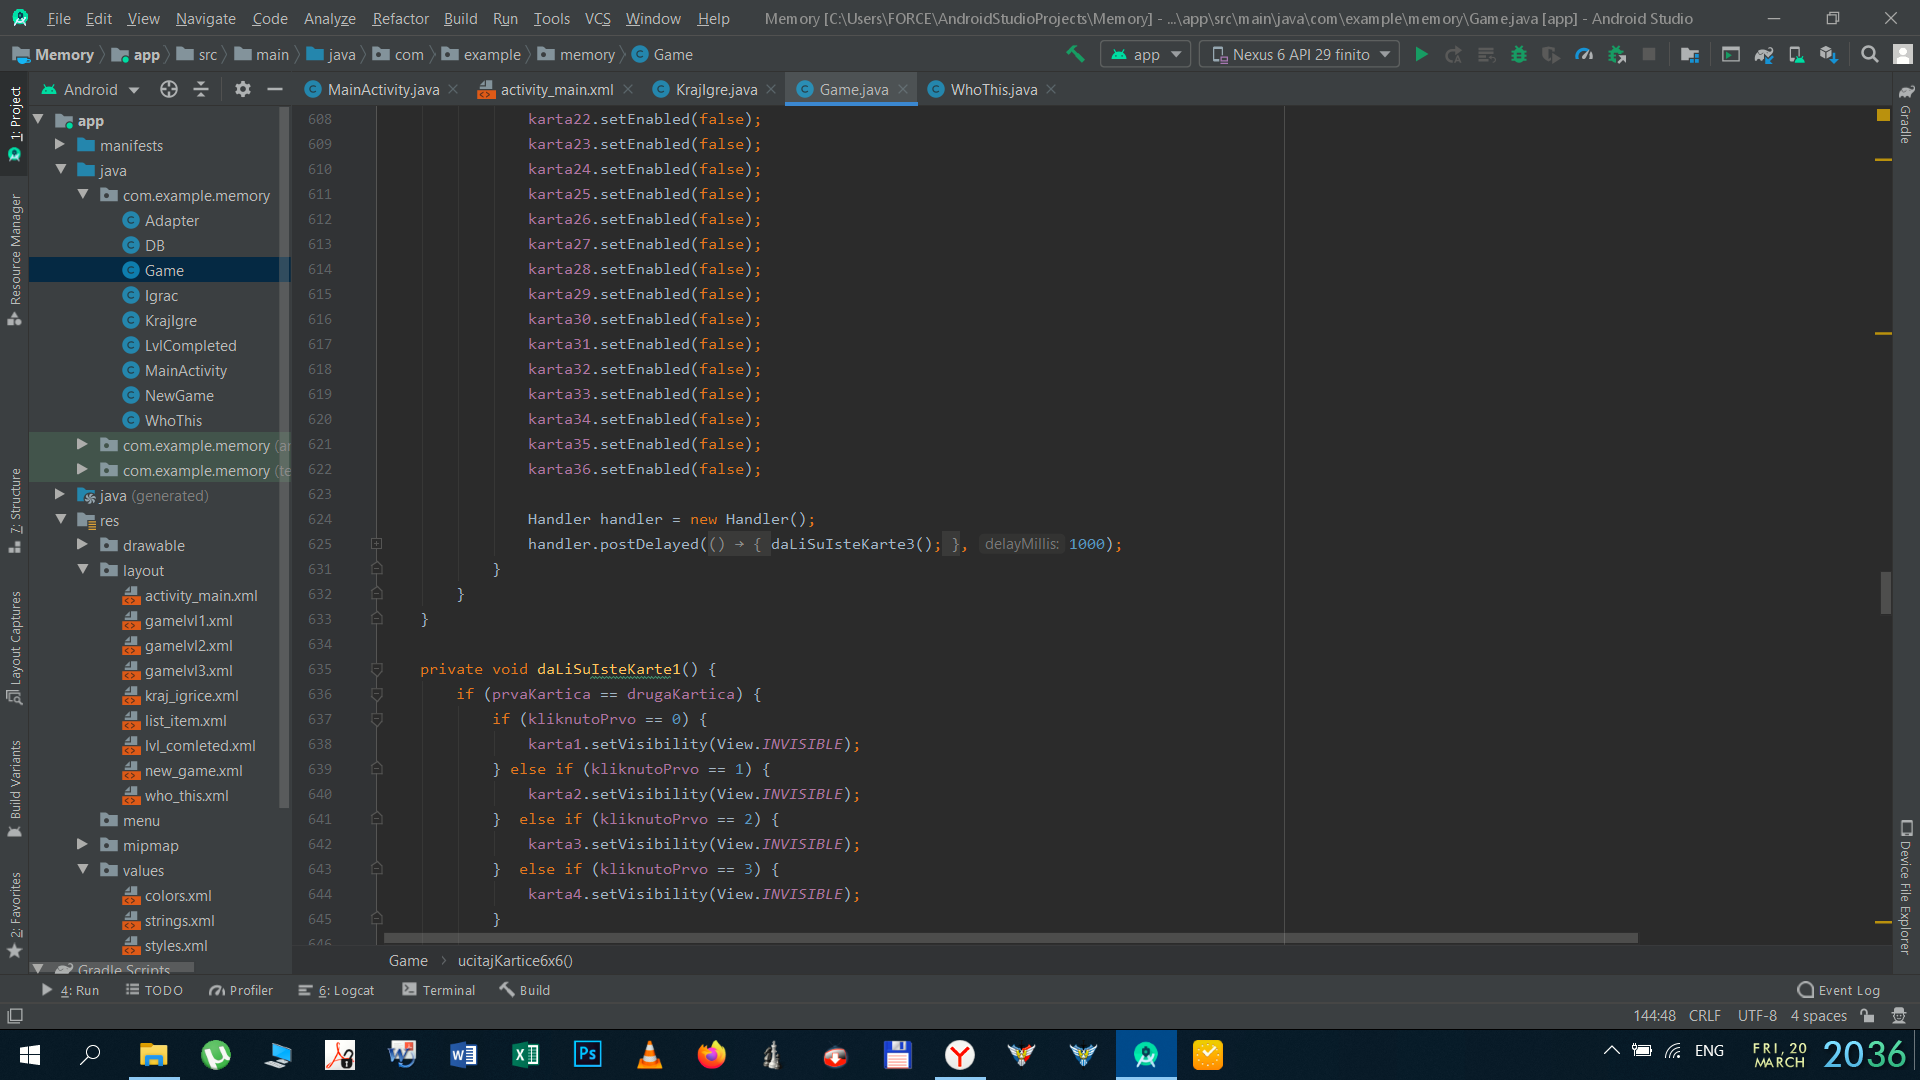 File Edit View Navigate Code Analyze Refactor Build Run Tools VCS Window Help Memory [C:\Users\FORCE\AndroidStudioProjects\Memory] - ...\app\src\main\java\com\example\memory\Game.java [app] - Android Studio
Memory app src main java com example memory Game app Nexus 6 API 29 finito
Android MainActivity.java activity_main.xml KrajIgre.java Game.java WhoThis.java
1: Project
Resource Manager
7: Structure
Layout Captures
Build Variants
2: Favorites
app
manifests
java
com.example.memory
Adapter
DB
Game
Igrac
KrajIgre
LvlCompleted
MainActivity
NewGame
WhoThis
com.example.memory (a
com.example.memory (te
java (generated)
res
drawable
layout
activity_main.xml
gamelvl1.xml
gamelvl2.xml
gamelvl3.xml
kraj_igrice.xml
list_item.xml
lvl_comleted.xml
new_game.xml
who_this.xml
menu
mipmap
values
colors.xml
strings.xml
styles.xml
Gradle Scripts
608 karta22.setEnabled(false);
609 karta23.setEnabled(false);
610 karta24.setEnabled(false);
611 karta25.setEnabled(false);
612 karta26.setEnabled(false);
613 karta27.setEnabled(false);
614 karta28.setEnabled(false);
615 karta29.setEnabled(false);
616 karta30.setEnabled(false);
617 karta31.setEnabled(false);
618 karta32.setEnabled(false);
619 karta33.setEnabled(false);
620 karta34.setEnabled(false);
621 karta35.setEnabled(false);
622 karta36.setEnabled(false);
623
624 Handler handler = new Handler();
625 handler.postDelayed(() → { daLiSuIsteKarte3(); }, delayMillis: 1000);
631 }
632 }
633 }
634
635 private void daLiSuIsteKarte1() {
636 if (prvaKartica == drugaKartica) {
637 if (kliknutoPrvo == 0) {
638 karta1.setVisibility(View.INVISIBLE);
639 } else if (kliknutoPrvo == 1) {
640 karta2.setVisibility(View.INVISIBLE);
641 } else if (kliknutoPrvo == 2) {
642 karta3.setVisibility(View.INVISIBLE);
643 } else if (kliknutoPrvo == 3) {
644 karta4.setVisibility(View.INVISIBLE);
645 }
646
Game ucitajKartice6x6()
Gradle
Device File Explorer
4: Run TODO Profiler 6: Logcat Terminal Build Event Log
144:48 CRLF UTF-8 4 spaces
ENG FRI, 20 MARCH 2036